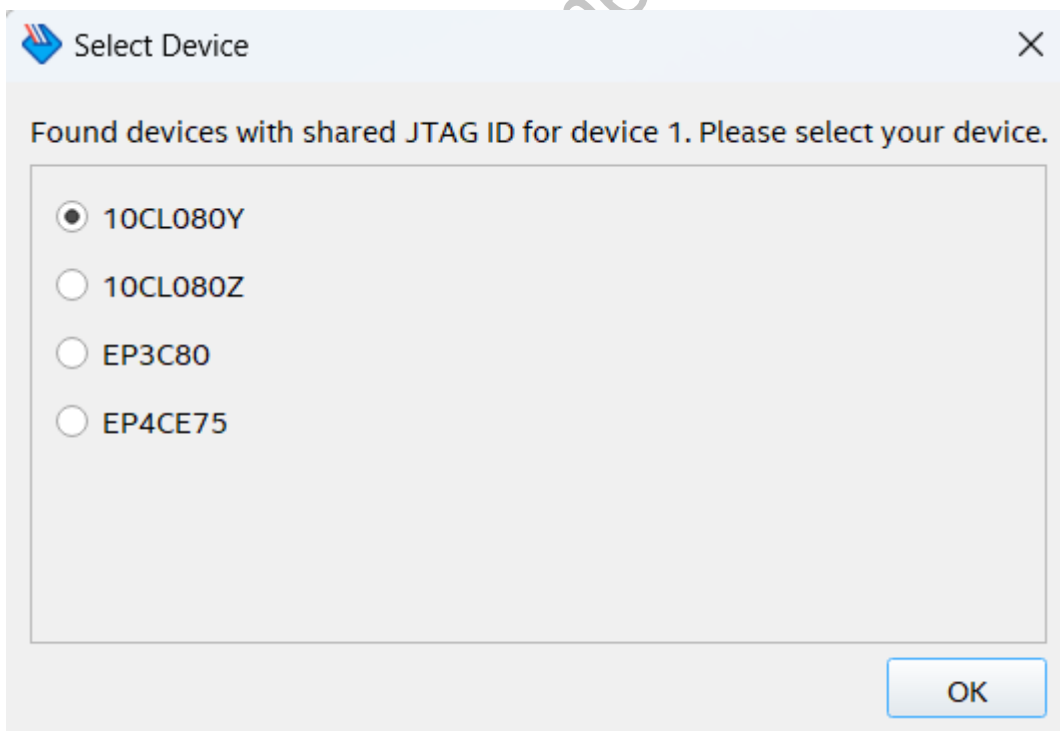 Select Device
Found devices with shared JTAG ID for device 1. Please select your device.
10CL080Y
10CL080Z
EP3C80
EP4CE75
OK